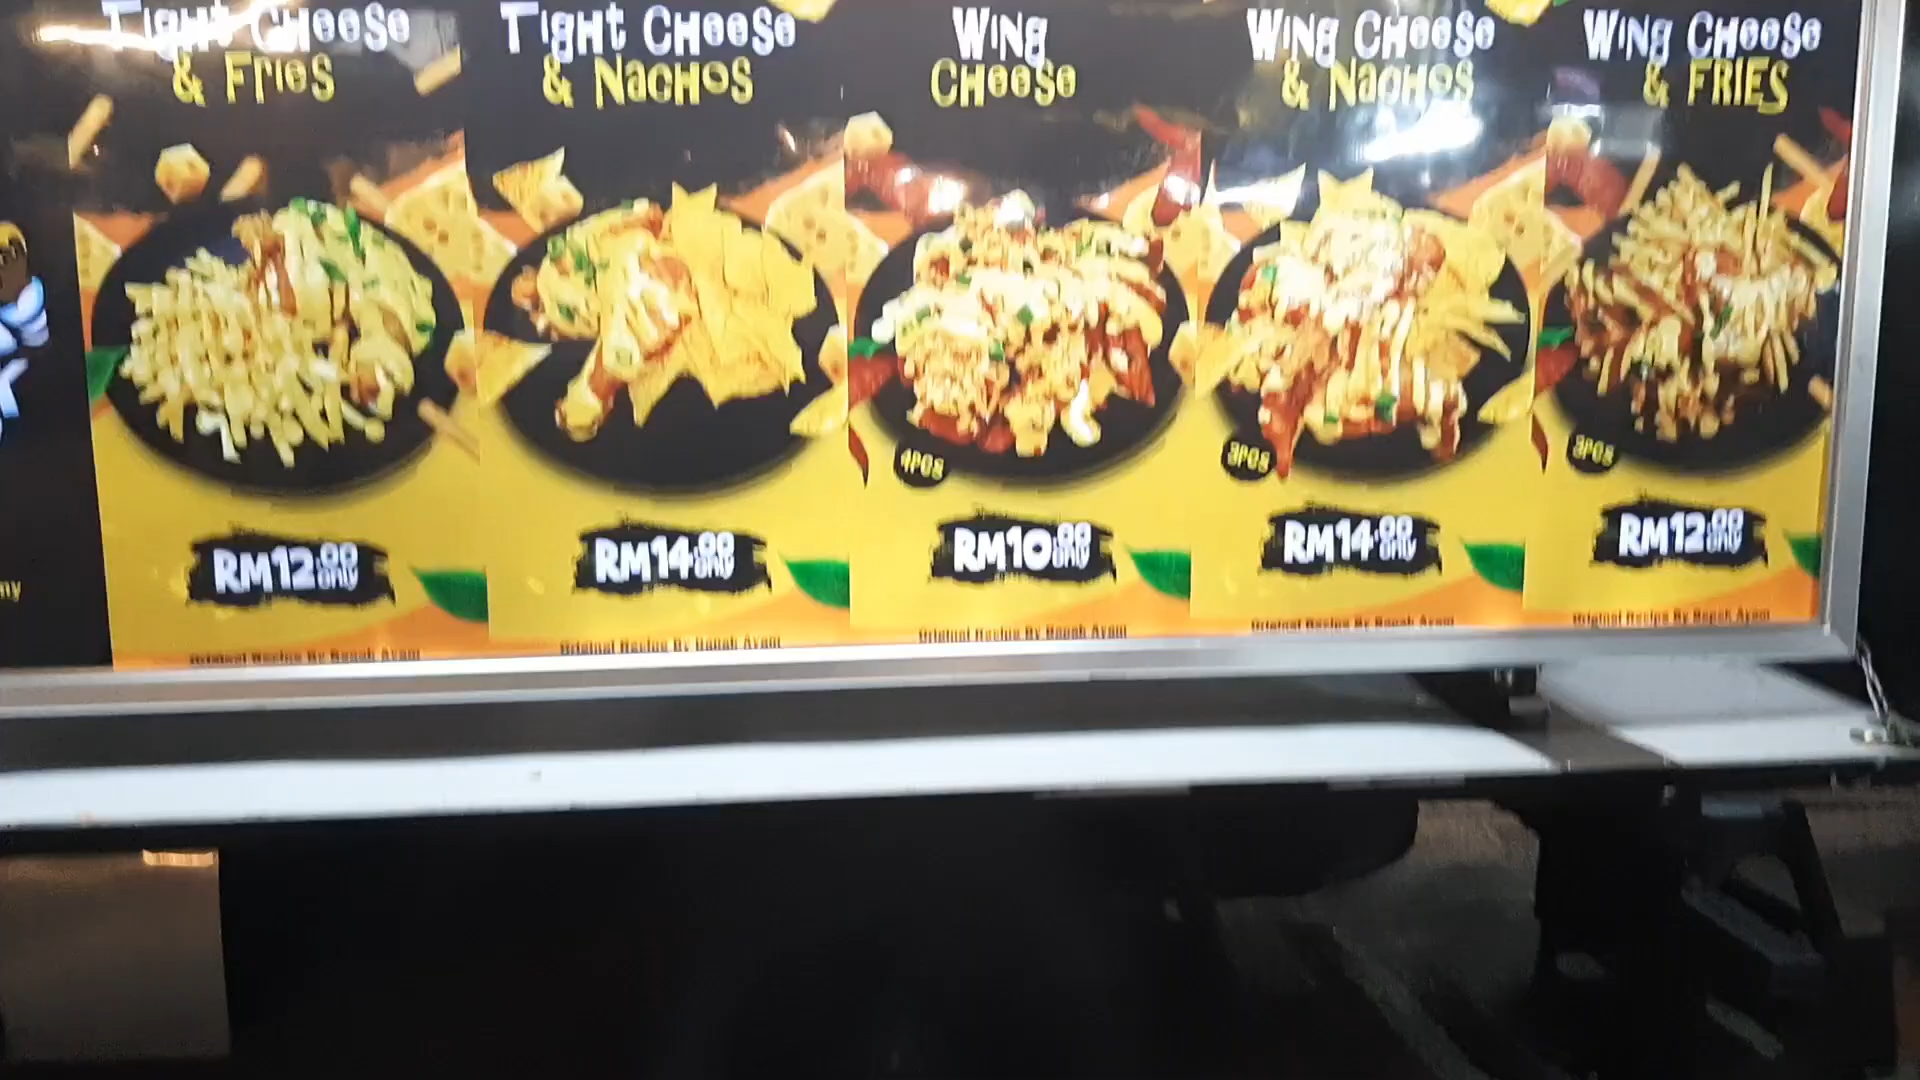 Tight Cheese
& Fries
RM12.00
only
Tight Cheese
& Nachos
RM14.00
only
Wing
Cheese
4PCS
RM10.00
only
Wing Cheese
& Nachos
3PCS
RM14.00
only
Wing Cheese
& FRIES
3PCS
RM12.00
only
Original Recipe By Bapak Ayam
Original Recipe By Bapak Ayam
Original Recipe By Bapak Ayam
Original Recipe By Bapak Ayam
Original Recipe By Bapak Ayam